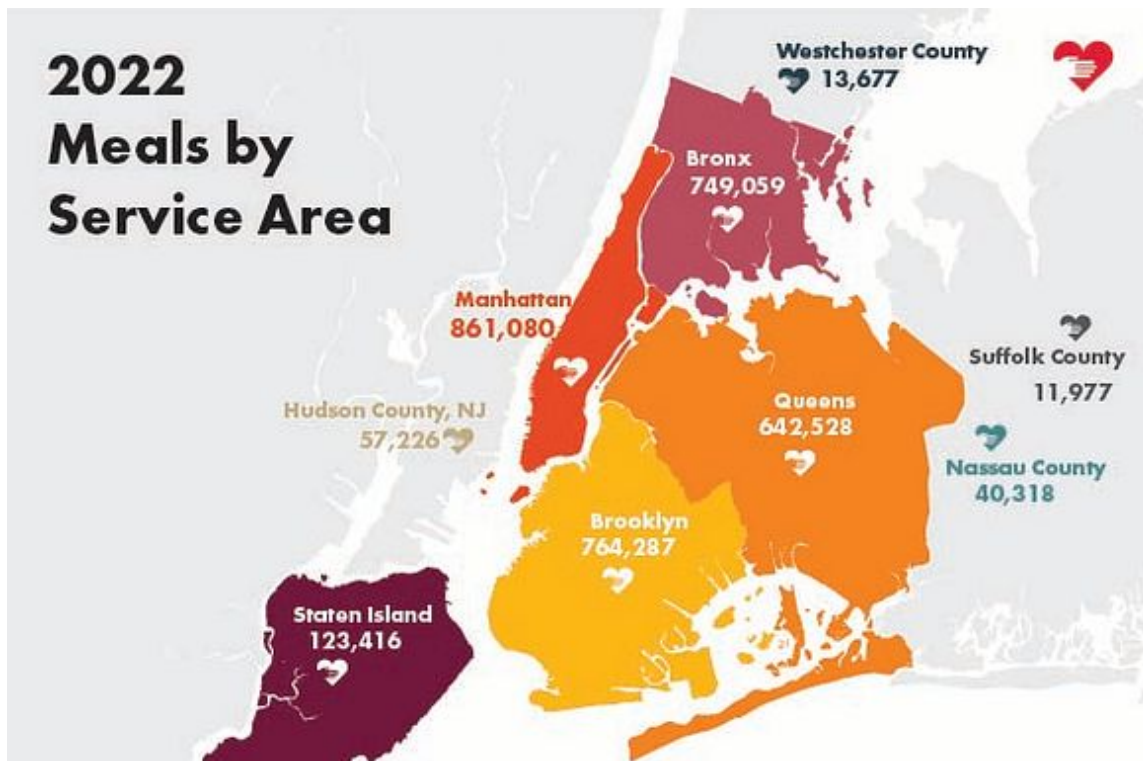 2022
Meals by
Service Area
Westchester County
13,677
Bronx
749,059
Manhattan
861,080
Suffolk County
11,977
Hudson County, NJ
57,226
Queens
642,528
Nassau County
40,318
Brooklyn
764,287
Staten Island
123,416